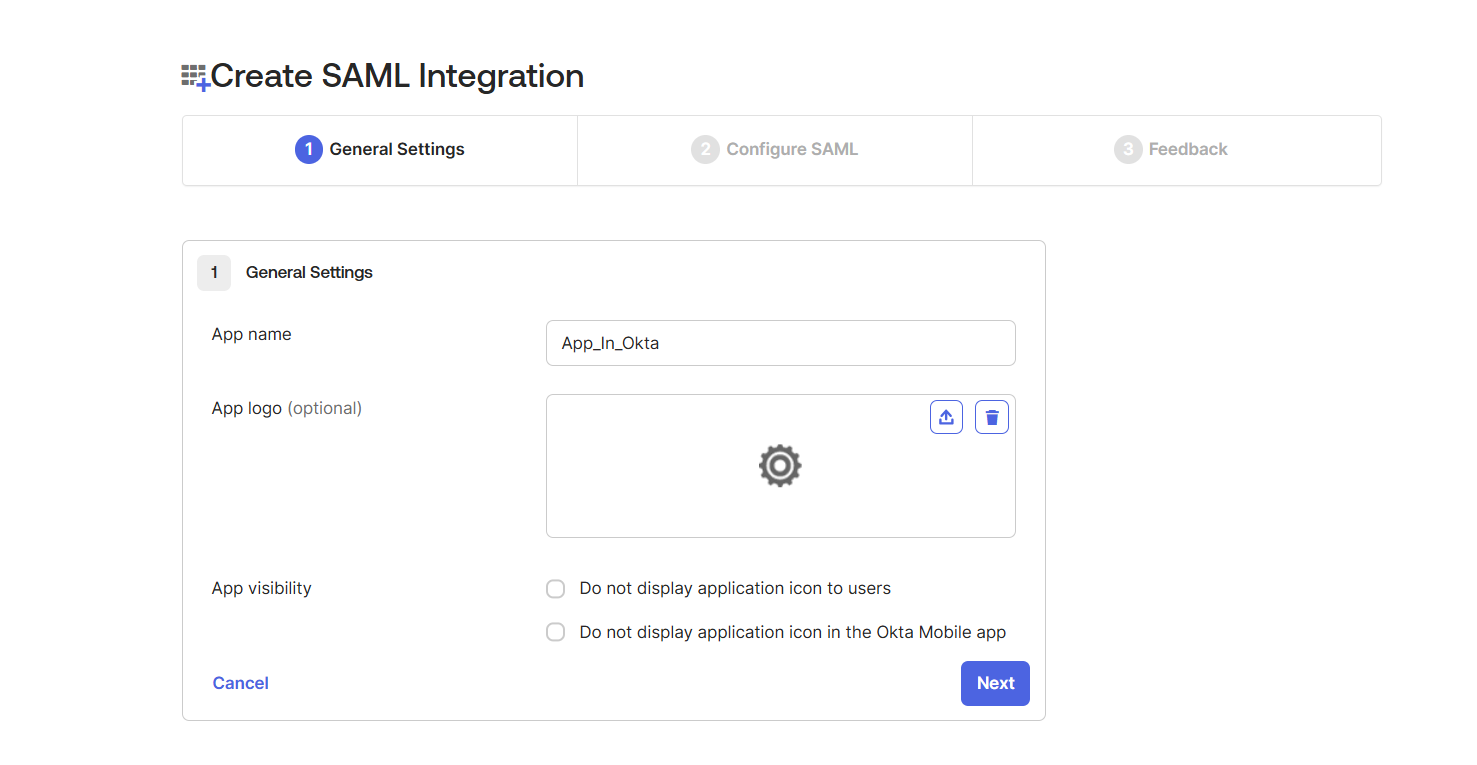 Create SAML Integration
1 General Settings
2 Configure SAML
3 Feedback
1 General Settings
App name
App_In_Okta
App logo (optional)
App visibility
Do not display application icon to users
Do not display application icon in the Okta Mobile app
Cancel
Next